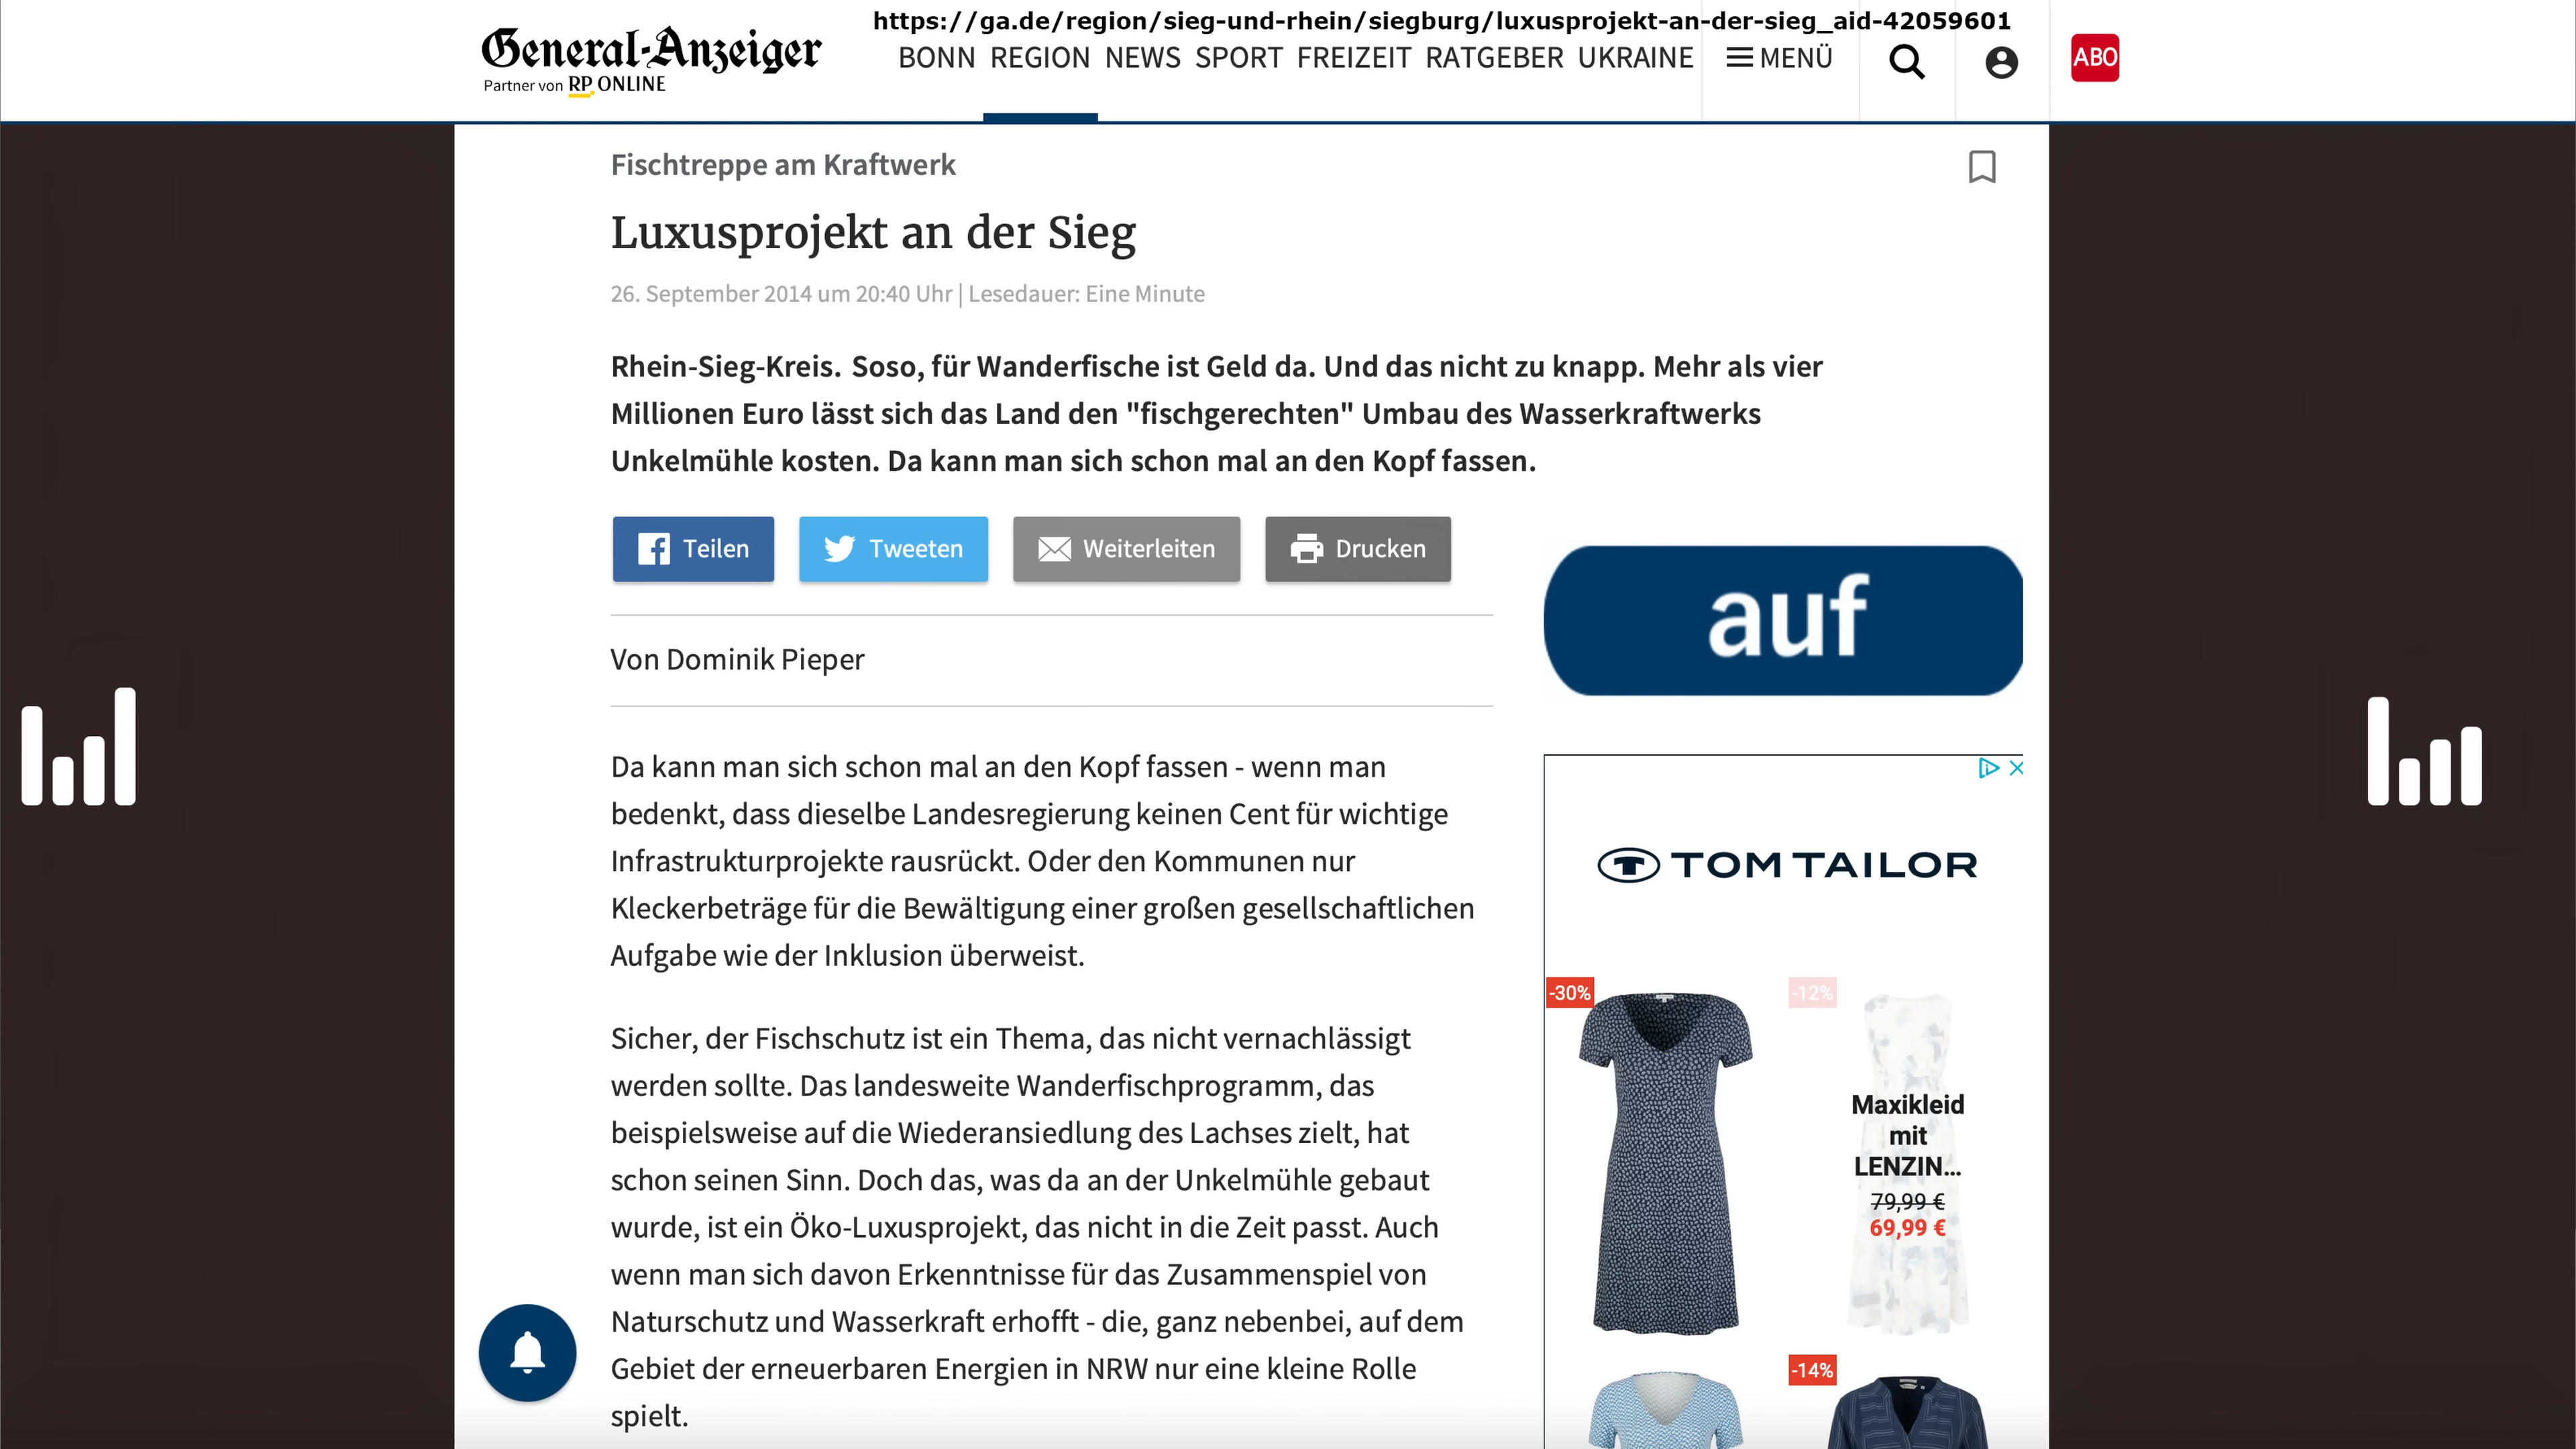 https://ga.de/region/sieg-und-rhein/siegburg/luxusprojekt-an-der-sieg_aid-42059601
General-Anzeiger
Partner von RP ONLINE
BONN REGION NEWS SPORT FREIZEIT RATGEBER UKRAINE MENÜ ABO
Fischtreppe am Kraftwerk
Luxusprojekt an der Sieg
26. September 2014 um 20:40 Uhr | Lesedauer: Eine Minute
Rhein-Sieg-Kreis. Soso, für Wanderfische ist Geld da. Und das nicht zu knapp. Mehr als vier
Millionen Euro lässt sich das Land den "fischgerechten" Umbau des Wasserkraftwerks
Unkelmühle kosten. Da kann man sich schon mal an den Kopf fassen.
Teilen Tweeten Weiterleiten Drucken
Von Dominik Pieper
Da kann man sich schon mal an den Kopf fassen - wenn man
bedenkt, dass dieselbe Landesregierung keinen Cent für wichtige
Infrastrukturprojekte rausrückt. Oder den Kommunen nur
Kleckerbeträge für die Bewältigung einer großen gesellschaftlichen
Aufgabe wie der Inklusion überweist.
Sicher, der Fischschutz ist ein Thema, das nicht vernachlässigt
werden sollte. Das landesweite Wanderfischprogramm, das
beispielsweise auf die Wiederansiedlung des Lachses zielt, hat
schon seinen Sinn. Doch das, was da an der Unkelmühle gebaut
wurde, ist ein Öko-Luxusprojekt, das nicht in die Zeit passt. Auch
wenn man sich davon Erkenntnisse für das Zusammenspiel von
Naturschutz und Wasserkraft erhofft - die, ganz nebenbei, auf dem
Gebiet der erneuerbaren Energien in NRW nur eine kleine Rolle
spielt.
auf
TOM TAILOR
-30%
-12%
Maxikleid
mit
LENZIN...
79,99 €
69,99 €
-14%